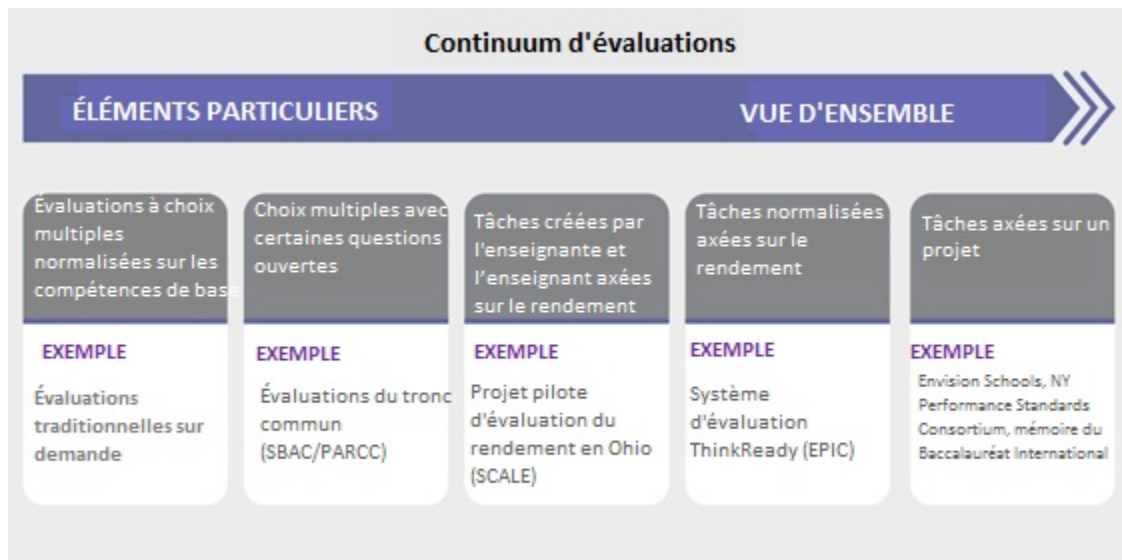 Continuum d'évaluations
ÉLÉMENTS PARTICULIERS
VUE D'ENSEMBLE
Évaluations à choix
multiples
normalisées sur les
compétences de base
Choix multiples avec
certaines questions
ouvertes
Tâches créées par
l'enseignante et
l’enseignant axées
sur le rendement
Tâches normalisées
axées sur le
rendement
Tâches axées sur un
projet
EXEMPLE
Évaluations
traditionnelles sur
demande
EXEMPLE
Évaluations du tronc
commun
(SBAC/PARCC)
EXEMPLE
Projet pilote
d'évaluation du
rendement en Ohio
(SCALE)
EXEMPLE
Système
d'évaluation
ThinkReady (EPIC)
EXEMPLE
Envision Schools, NY
Performance Standards
Consortium, mémoire du
Baccalauréat International